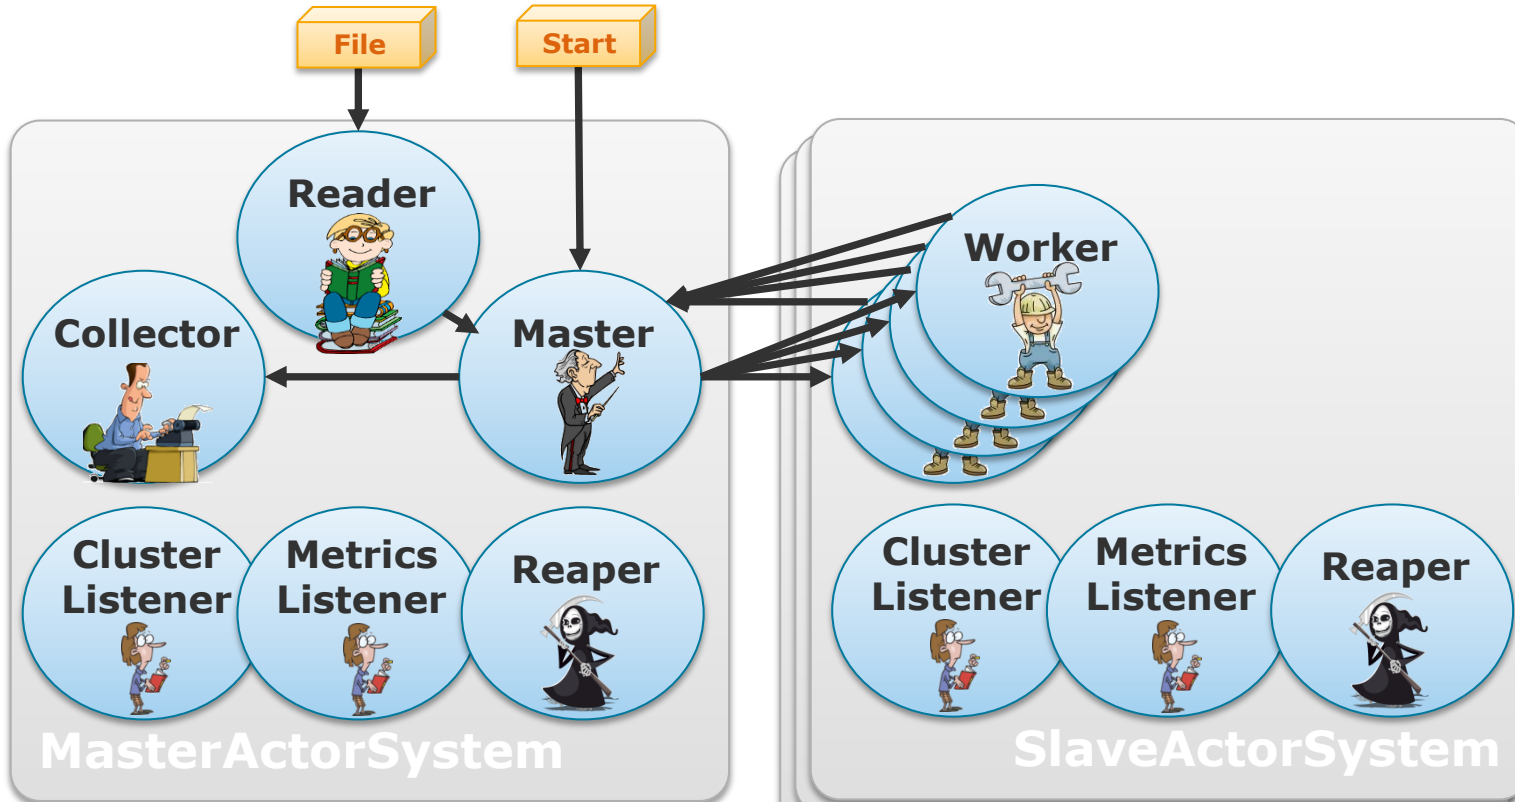 File
Start
Reader
Collector
Master
Worker
Cluster
Listener
Metrics
Listener
Reaper
Cluster
Listener
Metrics
Listener
Reaper
MasterActorSystem
SlaveActorSystem